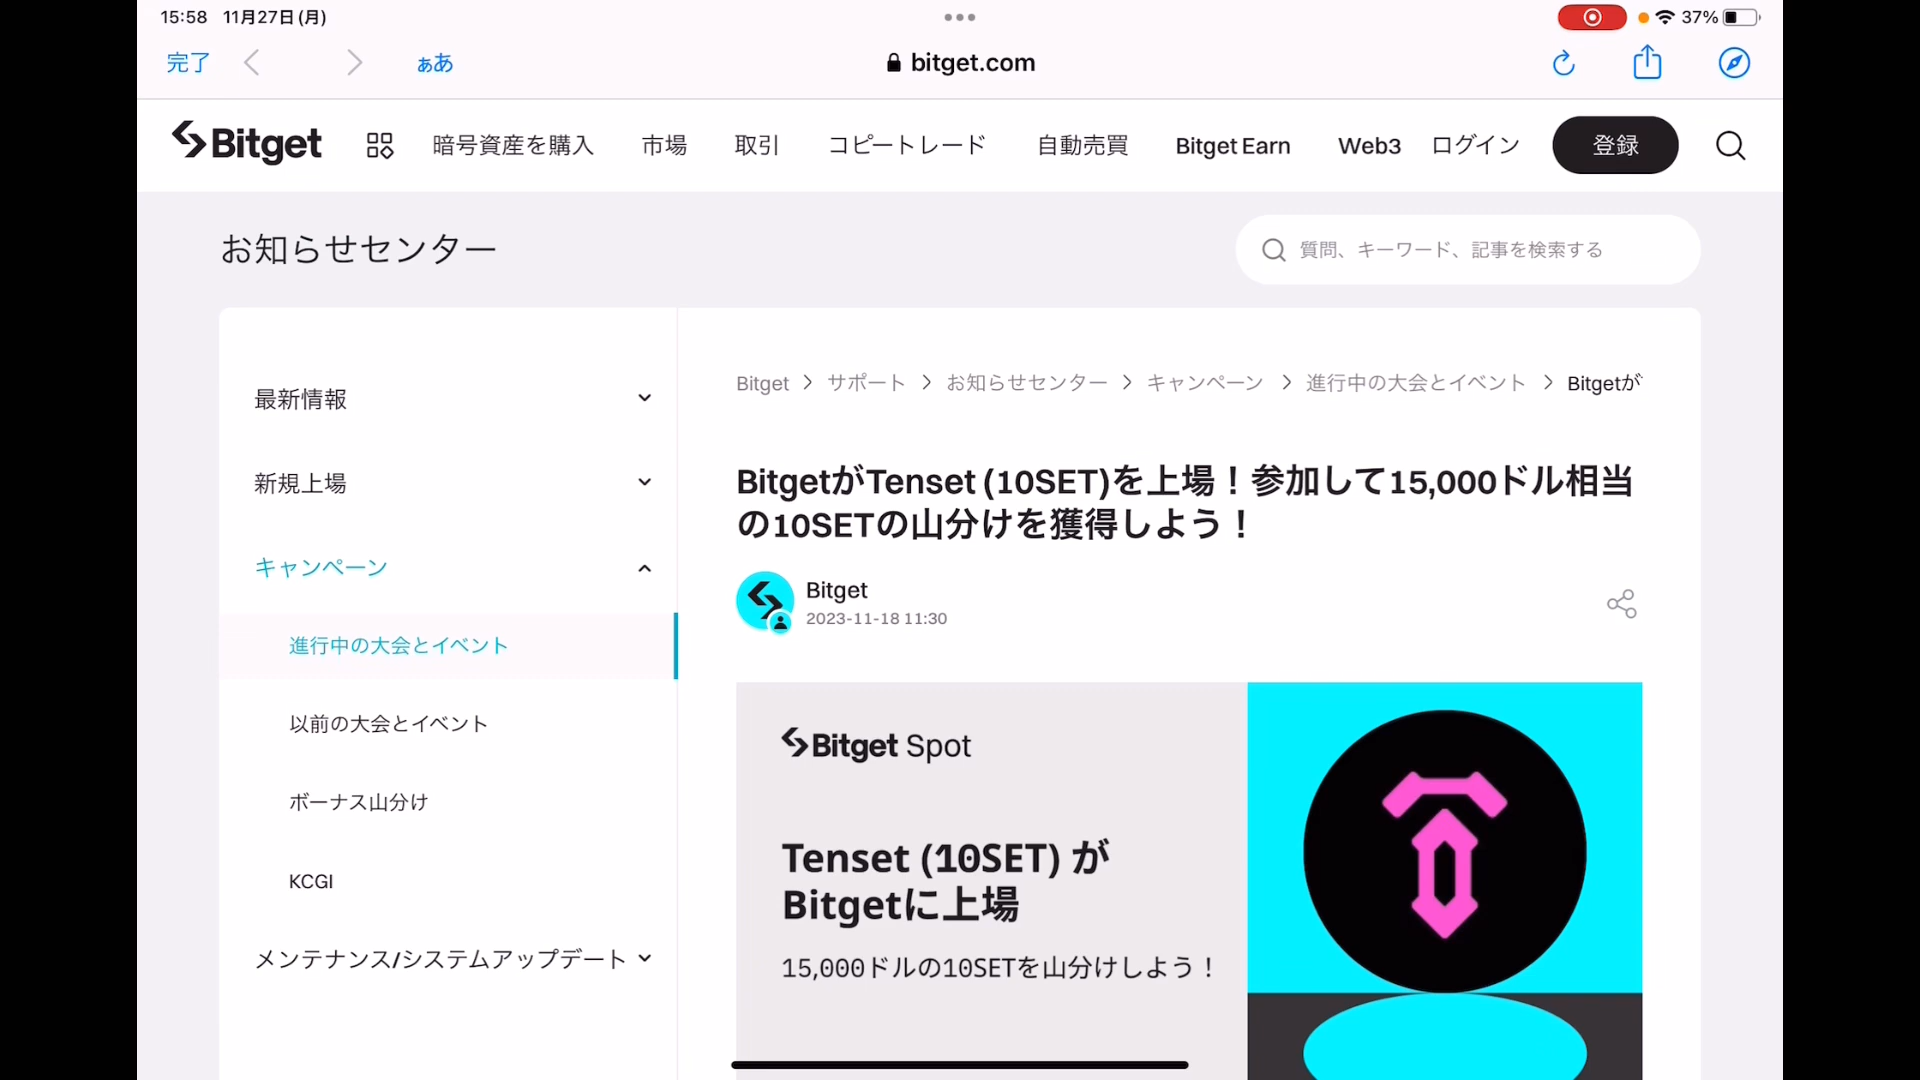 15:58 11月27日(月)
37%
完了
ぁあ
bitget.com
Bitget
暗号資産を購入
市場
取引
コピートレード
自動売買
Bitget Earn
Web3
ログイン
登録
お知らせセンター
質問、キーワード、記事を検索する
最新情報
新規上場
キャンペーン
進行中の大会とイベント
以前の大会とイベント
ボーナス山分け
KCGI
メンテナンス/システムアップデート
Bitget > サポート > お知らせセンター > キャンペーン > 進行中の大会とイベント > Bitgetが
BitgetがTenset (10SET)を上場！参加して15,000ドル相当
の10SETの山分けを獲得しよう！
Bitget
2023-11-18 11:30
Bitget Spot
Tenset (10SET) が
Bitgetに上場
15,000ドルの10SETを山分けしよう！